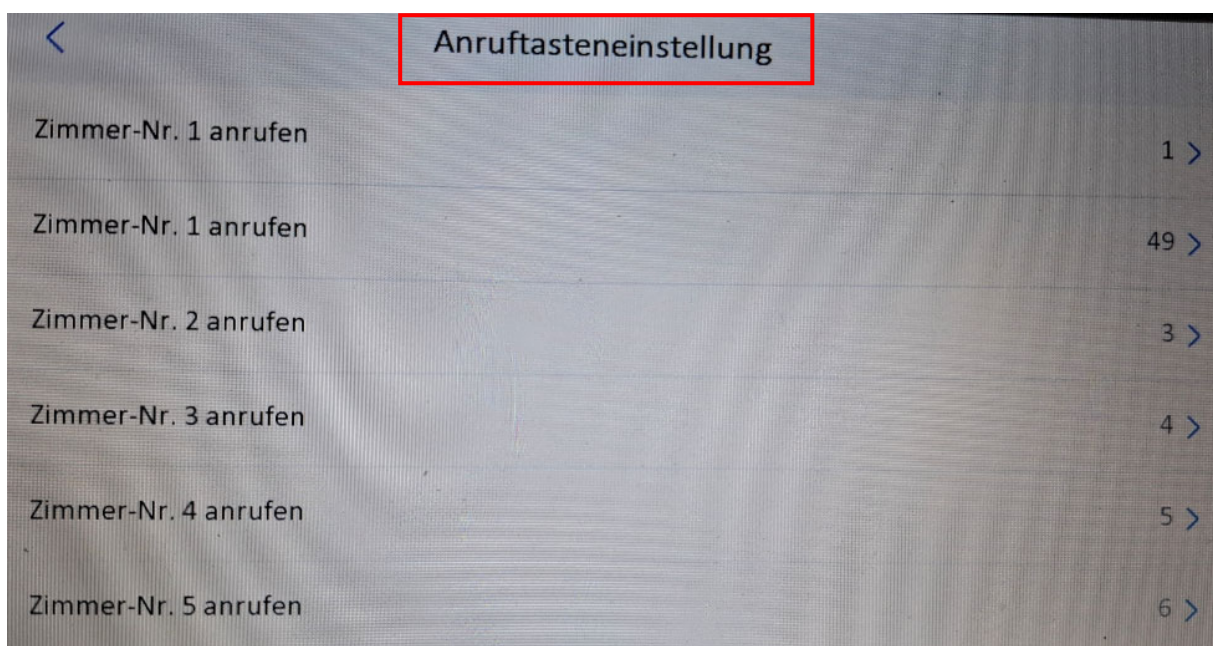 Anruftasteneinstellung
Zimmer-Nr. 1 anrufen 1
Zimmer-Nr. 1 anrufen 49
Zimmer-Nr. 2 anrufen 3
Zimmer-Nr. 3 anrufen 4
Zimmer-Nr. 4 anrufen 5
Zimmer-Nr. 5 anrufen 6